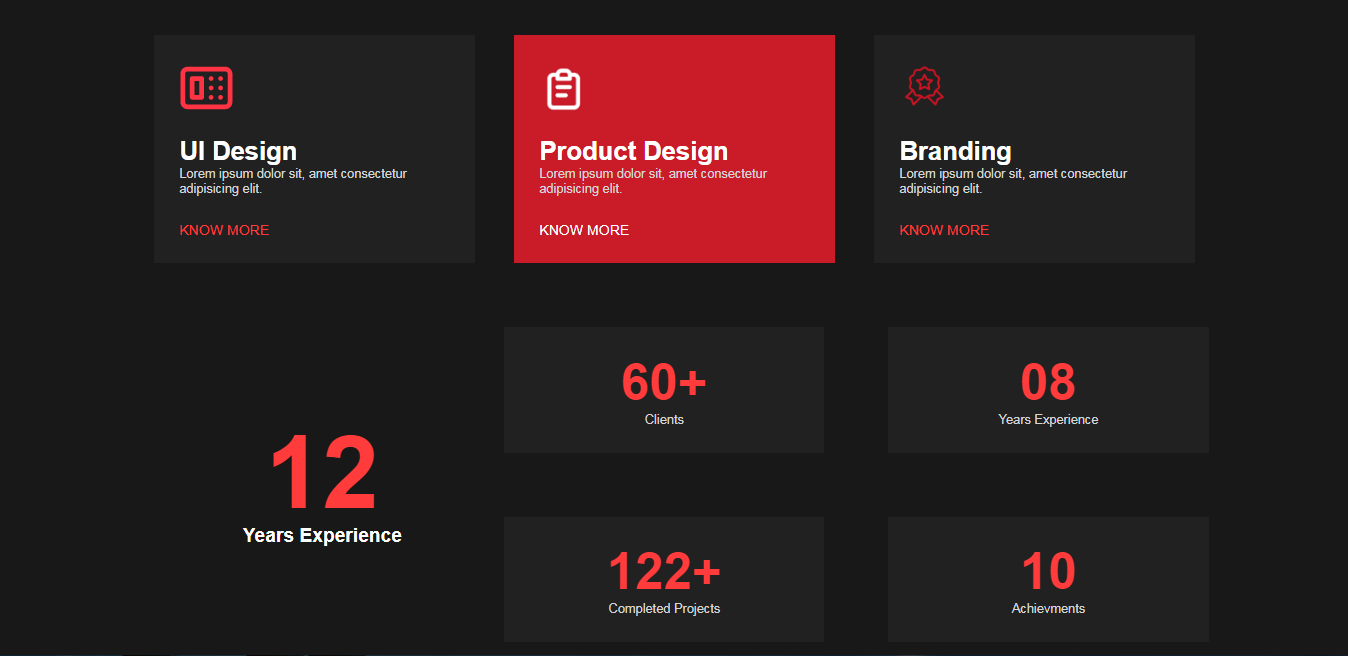 UI Design
Lorem ipsum dolor sit, amet consectetur
adipisicing elit.
KNOW MORE
Product Design
Lorem ipsum dolor sit, amet consectetur
adipisicing elit.
KNOW MORE
Branding
Lorem ipsum dolor sit, amet consectetur
adipisicing elit.
KNOW MORE
12
Years Experience
60+
Clients
08
Years Experience
122+
Completed Projects
10
Achievments